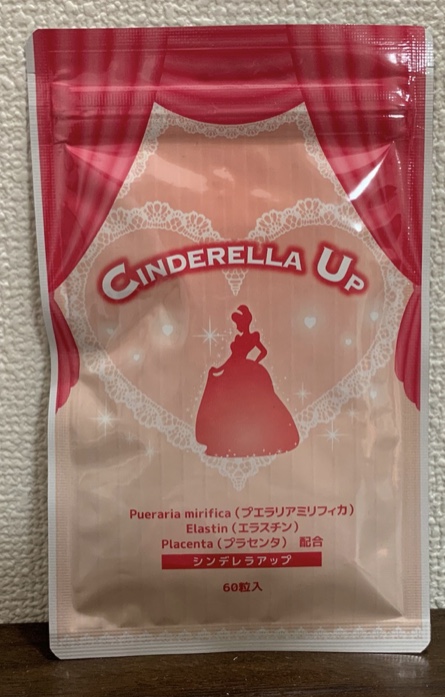 CINDERELLA UP
Pueraria mirifica（プエラリアミリフィカ）
Elastin（エラスチン）
Placenta（プラセンタ） 配合
シンデレラアップ
60粒入